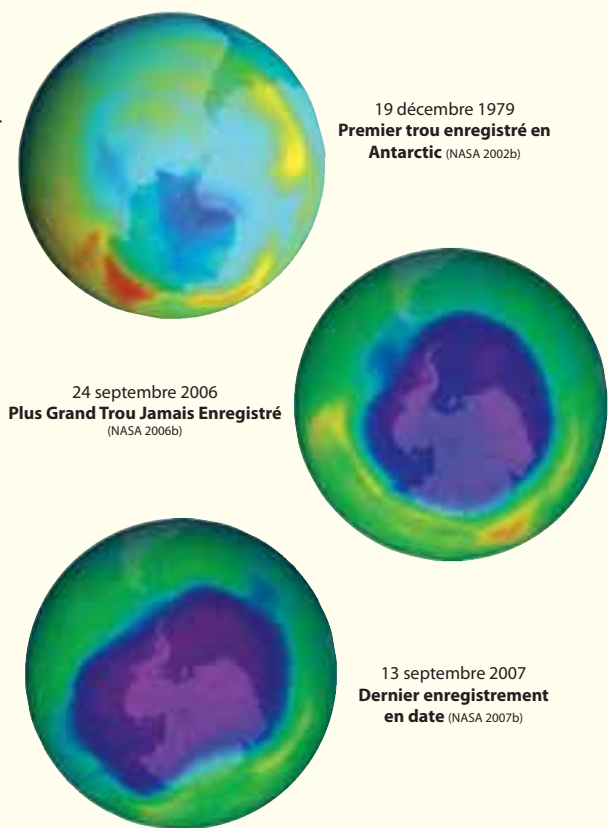 19 décembre 1979
Premier trou enregistré en
Antarctic (NASA 2002b)
24 septembre 2006
Plus Grand Trou Jamais Enregistré
(NASA 2006b)
13 septembre 2007
Dernier enregistrement
en date (NASA 2007b)